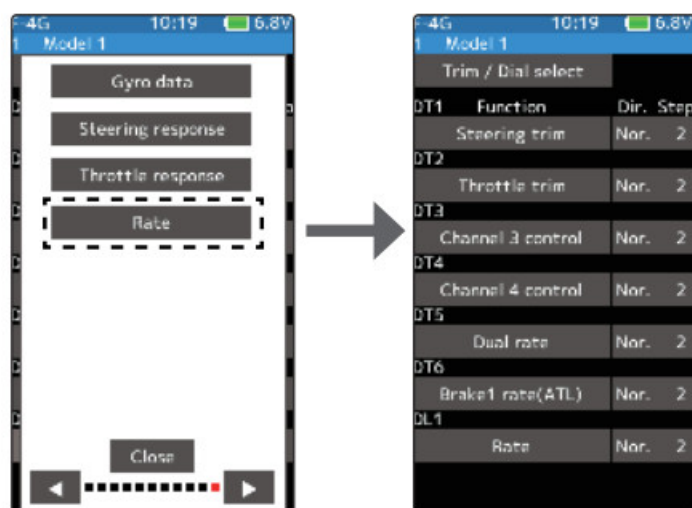 F-4G 10:19 6.8V
1 Model 1
Gyro data
Steering response
Throttle response
Rate
Close
F-4G 10:19 6.8V
1 Model 1
Trim / Dial select
DT1 Function Dir. Step
Steering trim Nor. 2
DT2
Throttle trim Nor. 2
DT3
Channel 3 control Nor. 2
DT4
Channel 4 control Nor. 2
DT5
Dual rate Nor. 2
DT6
Brake1 rate(ATL) Nor. 2
DL1
Rate Nor. 2